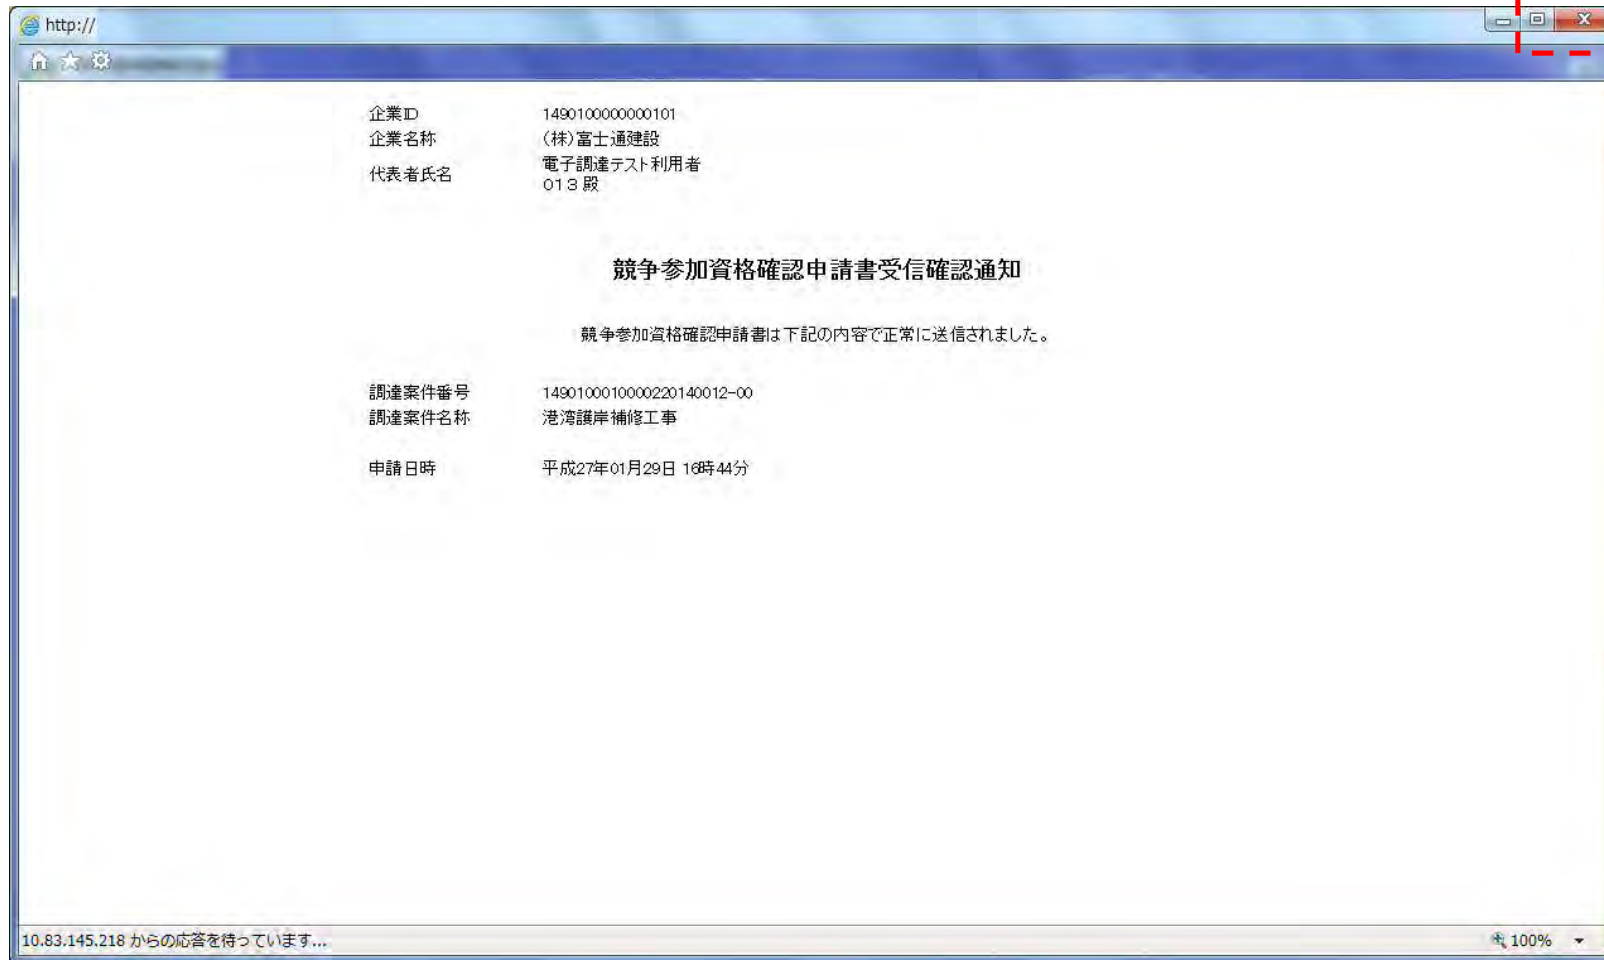 http://
企業ID 1490100000000101
企業名称 (株)富士通建設
代表者氏名 電子調達テスト利用者
013 殿
競争参加資格確認申請書受信確認通知
競争参加資格確認申請書は下記の内容で正常に送信されました。
調達案件番号 1490100010000220140012-00
調達案件名称 港湾護岸補修工事
申請日時 平成27年01月29日 16時44分
10.83.145.218 からの応答を待っています...
100%